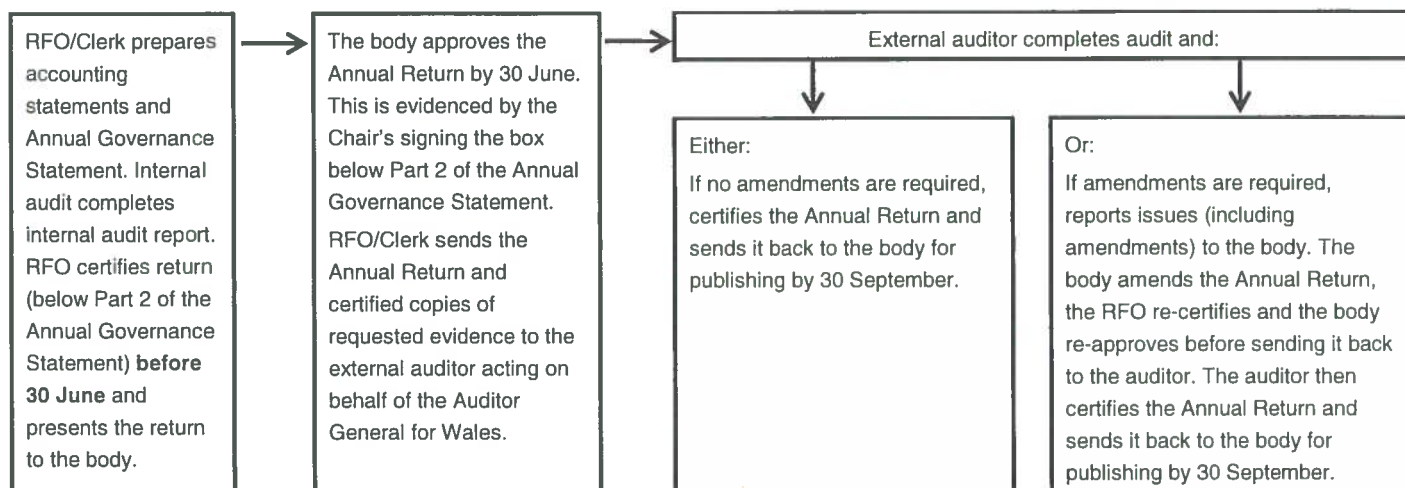 RFO/Clerk prepares
accounting
statements and
Annual Governance
Statement. Internal
audit completes
internal audit report.
RFO certifies return
(below Part 2 of the
Annual Governance
Statement) before
30 June and
presents the return
to the body.
The body approves the
Annual Return by 30 June.
This is evidenced by the
Chair's signing the box
below Part 2 of the Annual
Governance Statement.
RFO/Clerk sends the
Annual Return and
certified copies of
requested evidence to the
external auditor acting on
behalf of the Auditor
General for Wales.
External auditor completes audit and:
Either:
If no amendments are required,
certifies the Annual Return and
sends it back to the body for
publishing by 30 September.
Or:
If amendments are required,
reports issues (including
amendments) to the body. The
body amends the Annual Return,
the RFO re-certifies and the body
re-approves before sending it back
to the auditor. The auditor then
certifies the Annual Return and
sends it back to the body for
publishing by 30 September.